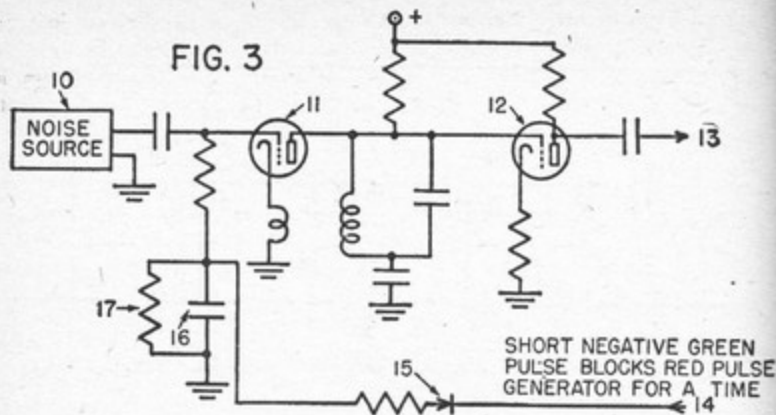 +
FIG. 3
10
NOISE
SOURCE
11
12
13
17
16
15
SHORT NEGATIVE GREEN
PULSE BLOCKS RED PULSE
GENERATOR FOR A TIME
14